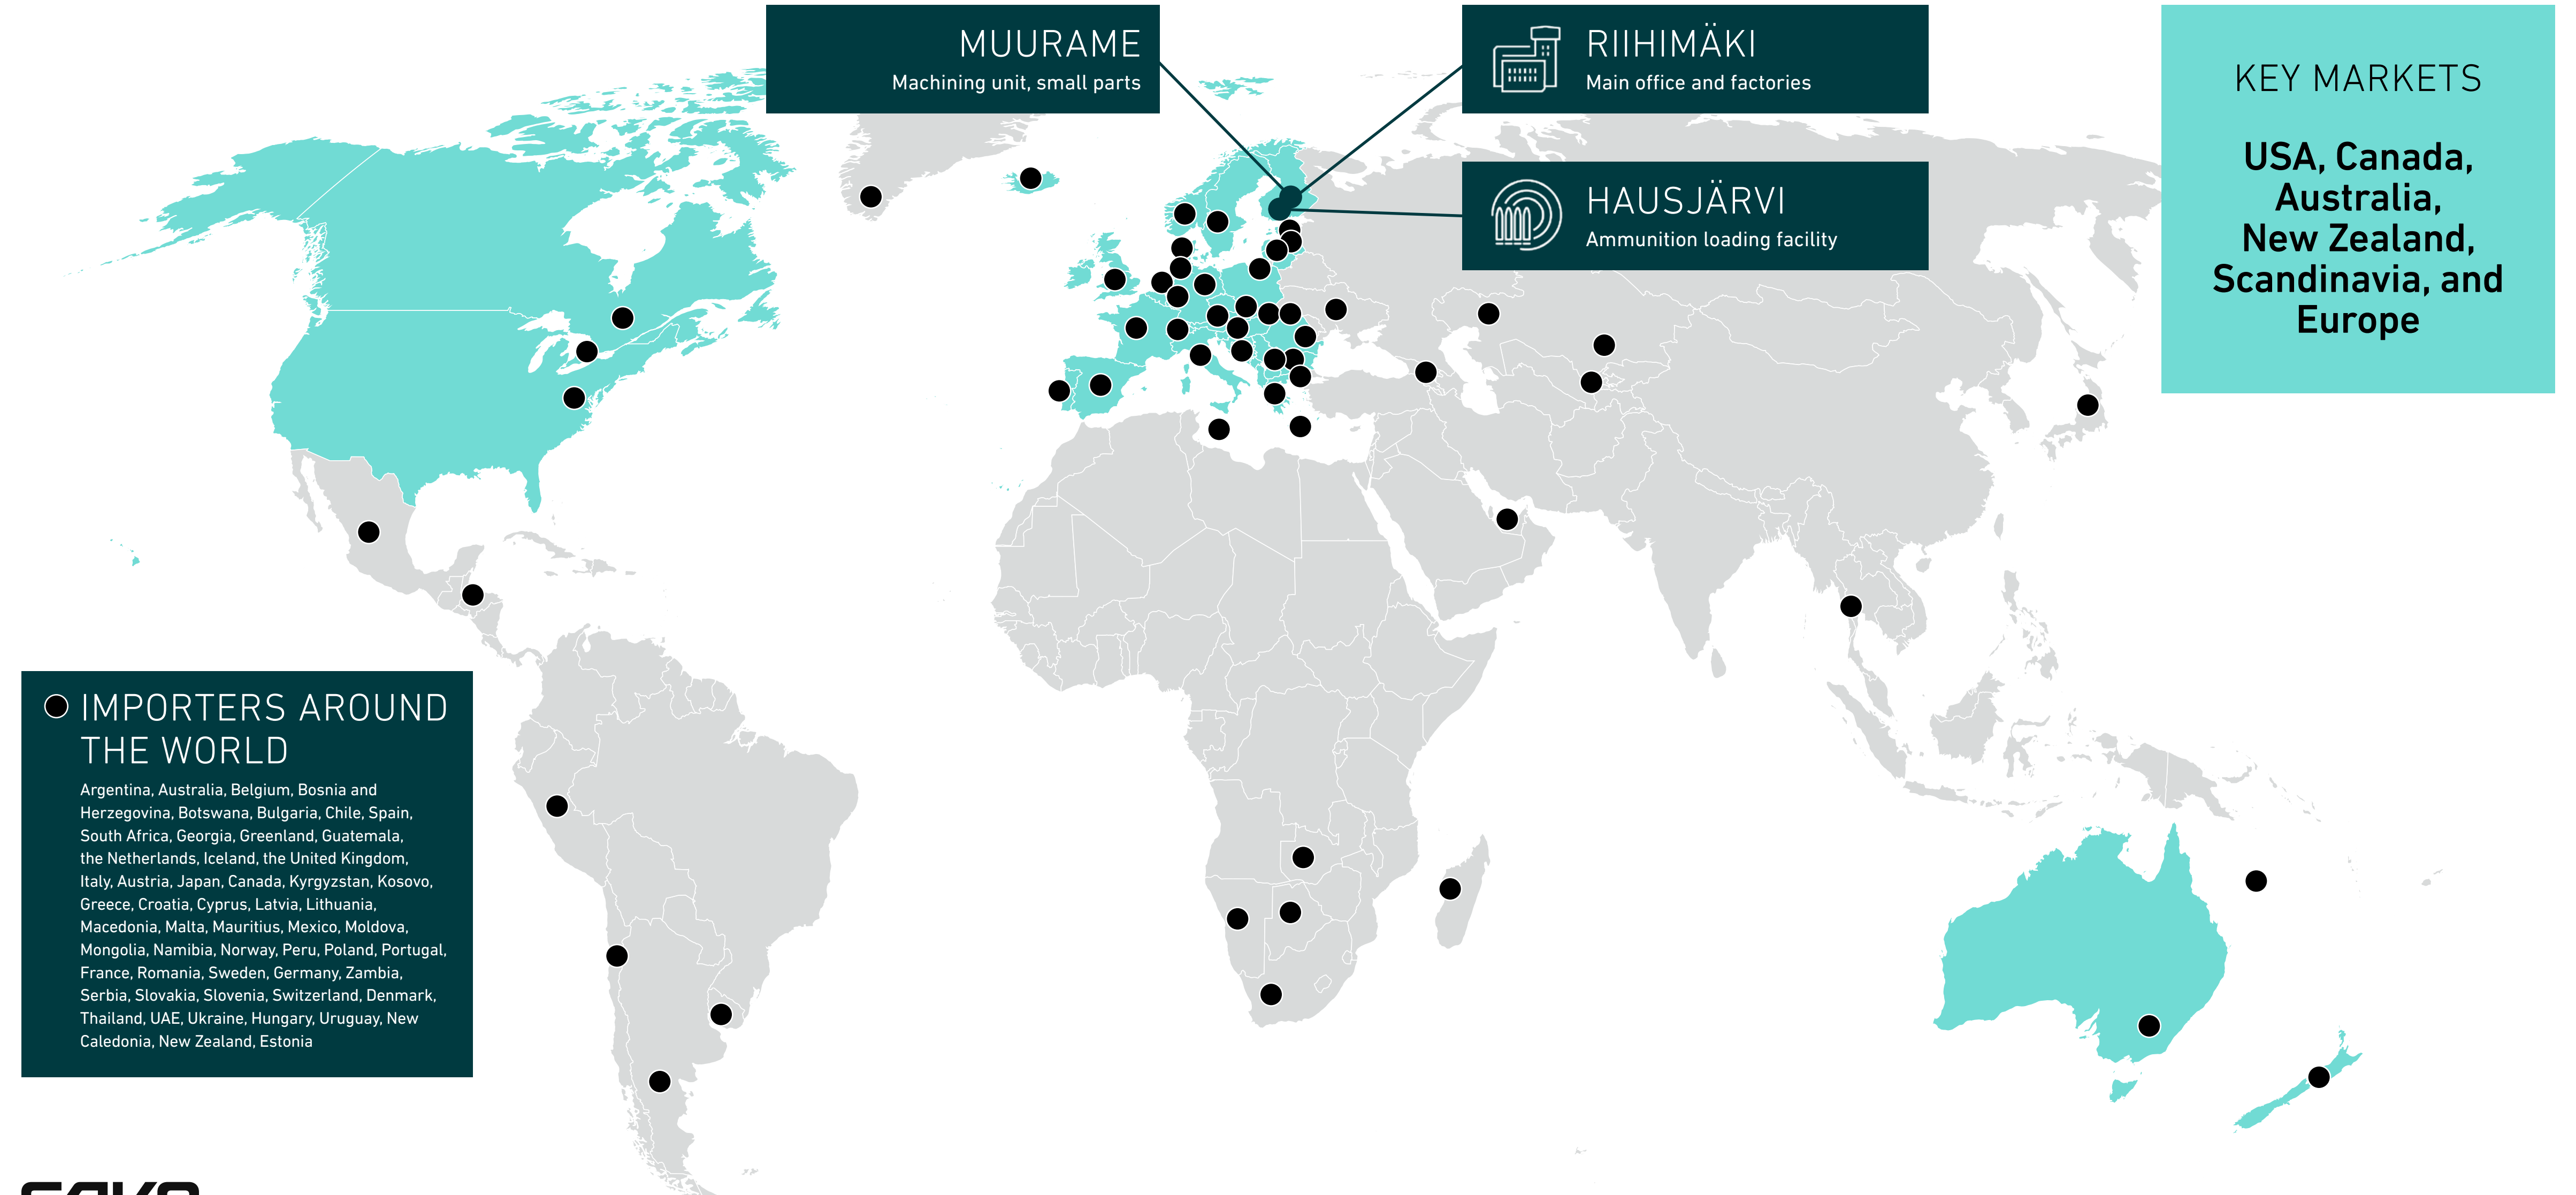 MUURAME
Machining unit, small parts
RIIHIMÄKI
Main office and factories
HAUSJÄRVI
Ammunition loading facility
KEY MARKETS
USA, Canada,
Australia,
New Zealand,
Scandinavia, and
Europe
IMPORTERS AROUND
THE WORLD
Argentina, Australia, Belgium, Bosnia and
Herzegovina, Botswana, Bulgaria, Chile, Spain,
South Africa, Georgia, Greenland, Guatemala,
the Netherlands, Iceland, the United Kingdom,
Italy, Austria, Japan, Canada, Kyrgyzstan, Kosovo,
Greece, Croatia, Cyprus, Latvia, Lithuania,
Macedonia, Malta, Mauritius, Mexico, Moldova,
Mongolia, Namibia, Norway, Peru, Poland, Portugal,
France, Romania, Sweden, Germany, Zambia,
Serbia, Slovakia, Slovenia, Switzerland, Denmark,
Thailand, UAE, Ukraine, Hungary, Uruguay, New
Caledonia, New Zealand, Estonia